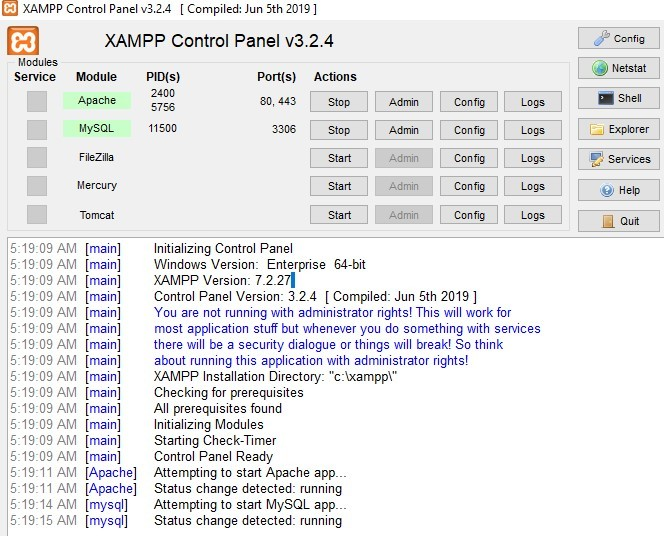 XAMPP Control Panel v3.2.4 [ Compiled: Jun 5th 2019 ]
XAMPP Control Panel v3.2.4
Config
Modules
Service Module PID(s) Port(s) Actions
Netstat
Apache 2400 5756 80, 443 Stop Admin Config Logs
Shell
MySQL 11500 3306 Stop Admin Config Logs
Explorer
FileZilla Start Admin Config Logs
Services
Mercury Start Admin Config Logs
Help
Tomcat Start Admin Config Logs
Quit
5:19:09 AM [main] Initializing Control Panel
5:19:09 AM [main] Windows Version: Enterprise 64-bit
5:19:09 AM [main] XAMPP Version: 7.2.27
5:19:09 AM [main] Control Panel Version: 3.2.4 [ Compiled: Jun 5th 2019 ]
5:19:09 AM [main] You are not running with administrator rights! This will work for
5:19:09 AM [main] most application stuff but whenever you do something with services
5:19:09 AM [main] there will be a security dialogue or things will break! So think
5:19:09 AM [main] about running this application with administrator rights!
5:19:09 AM [main] XAMPP Installation Directory: "c:\xampp\"
5:19:09 AM [main] Checking for prerequisites
5:19:09 AM [main] All prerequisites found
5:19:09 AM [main] Initializing Modules
5:19:09 AM [main] Starting Check-Timer
5:19:09 AM [main] Control Panel Ready
5:19:11 AM [Apache] Attempting to start Apache app...
5:19:11 AM [Apache] Status change detected: running
5:19:14 AM [mysql] Attempting to start MySQL app...
5:19:15 AM [mysql] Status change detected: running